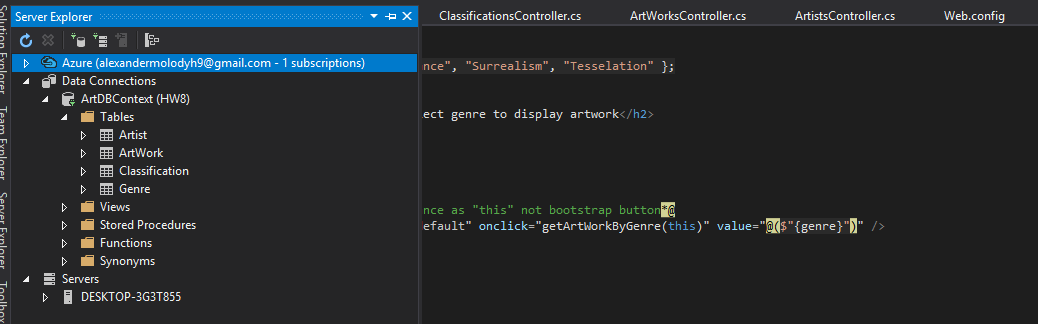 Solution Explorer
Team Explorer
Server Explorer
Toolbox
Server Explorer
Azure (alexandermolodyh9@gmail.com - 1 subscriptions)
Data Connections
ArtDBContext (HW8)
Tables
Artist
ArtWork
Classification
Genre
Views
Stored Procedures
Functions
Synonyms
Servers
DESKTOP-3G3T855
ClassificationsController.cs ArtWorksController.cs ArtistsController.cs Web.config
ence", "Surrealism", "Tesselation" };
lect genre to display artwork</h2>
nce as "this" not bootstrap button*@
efault" onclick="getArtWorkByGenre(this)" value="@($"{genre}")" />